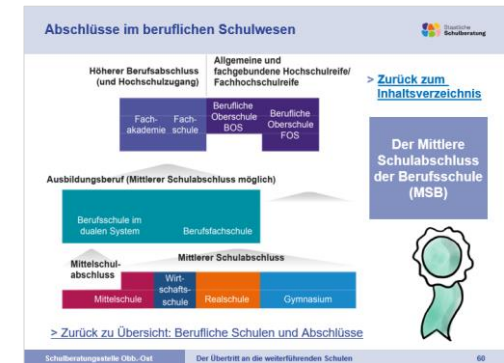 Abschlüsse im beruflichen Schulwesen
Staatliche
Schulberatung
Höherer Berufsabschluss
(und Hochschulzugang)
Allgemeine und
fachgebundene Hochschulreife/
Fachhochschulreife
Fach-
akademie
Fach-
schule
Berufliche
Oberschule
BOS
Berufliche
Oberschule
FOS
> Zurück zum
Inhaltsverzeichnis
Der Mittlere
Schulabschluss
der Berufsschule
(MSB)
Ausbildungsberuf (Mittlerer Schulabschluss möglich)
Berufsschule im
dualen System
Berufsfachschule
Mittelschul-
abschluss
Mittlerer Schulabschluss
Mittelschule
Wirt-
schafts-
schule
Realschule
Gymnasium
> Zurück zu Übersicht: Berufliche Schulen und Abschlüsse
Schulberatungsstelle Obb.-Ost
Der Übertritt an die weiterführenden Schulen
60